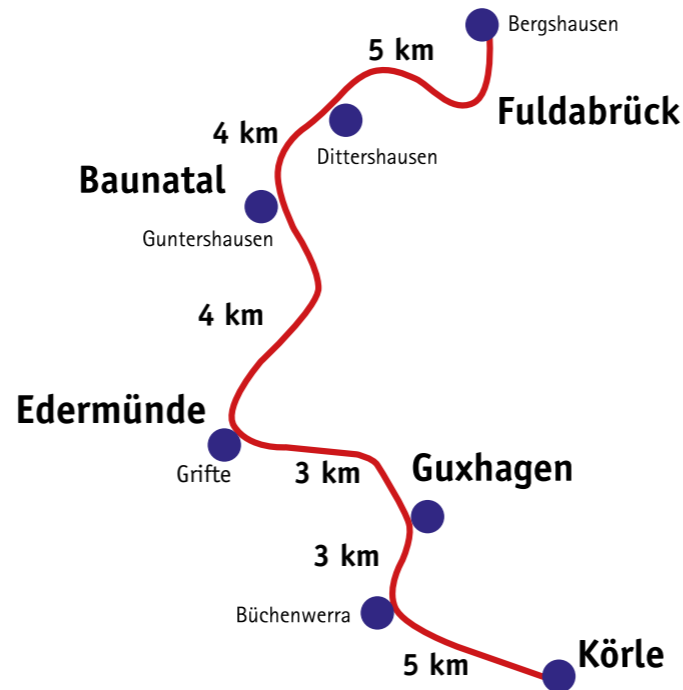 Bergshausen
5 km
Fuldabrück
4 km
Dittershausen
Baunatal
Guntershausen
4 km
Edermünde
Grifte
3 km
Guxhagen
3 km
Büchenwerra
Körle
5 km